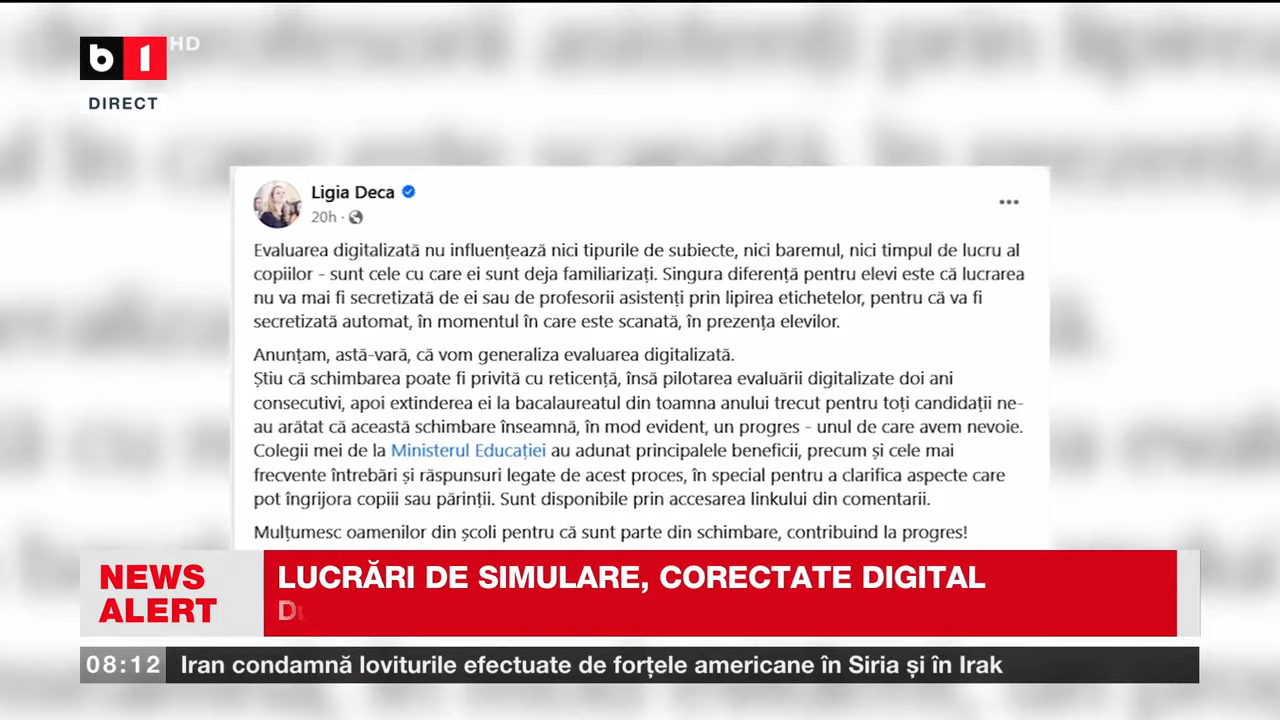 b1 HD
DIRECT
Ligia Deca
20h
Evaluarea digitalizată nu influențează nici tipurile de subiecte, nici baremul, nici timpul de lucru al
copiilor - sunt cele cu care ei sunt deja familiarizați. Singura diferență pentru elevi este că lucrarea
nu va mai fi secretizată de ei sau de profesorii asistenți prin lipirea etichetelor, pentru că va fi
secretizată automat, în momentul în care este scanată, în prezența elevilor.
Anunțam, astă-vară, că vom generaliza evaluarea digitalizată.
Știu că schimbarea poate fi privită cu reticență, însă pilotarea evaluării digitalizate doi ani
consecutivi, apoi extinderea ei la bacalaureatul din toamna anului trecut pentru toți candidații ne-
au arătat că această schimbare înseamnă, în mod evident, un progres - unul de care avem nevoie.
Colegii mei de la Ministerul Educației au adunat principalele beneficii, precum și cele mai
frecvente întrebări și răspunsuri legate de acest proces, în special pentru a clarifica aspecte care
pot îngrijora copiii sau părinții. Sunt disponibile prin accesarea linkului din comentarii.
Mulțumesc oamenilor din școli pentru că sunt parte din schimbare, contribuind la progres!
NEWS
ALERT
LUCRĂRI DE SIMULARE, CORECTATE DIGITAL
08:12 Iran condamnă loviturile efectuate de forțele americane în Siria și în Irak